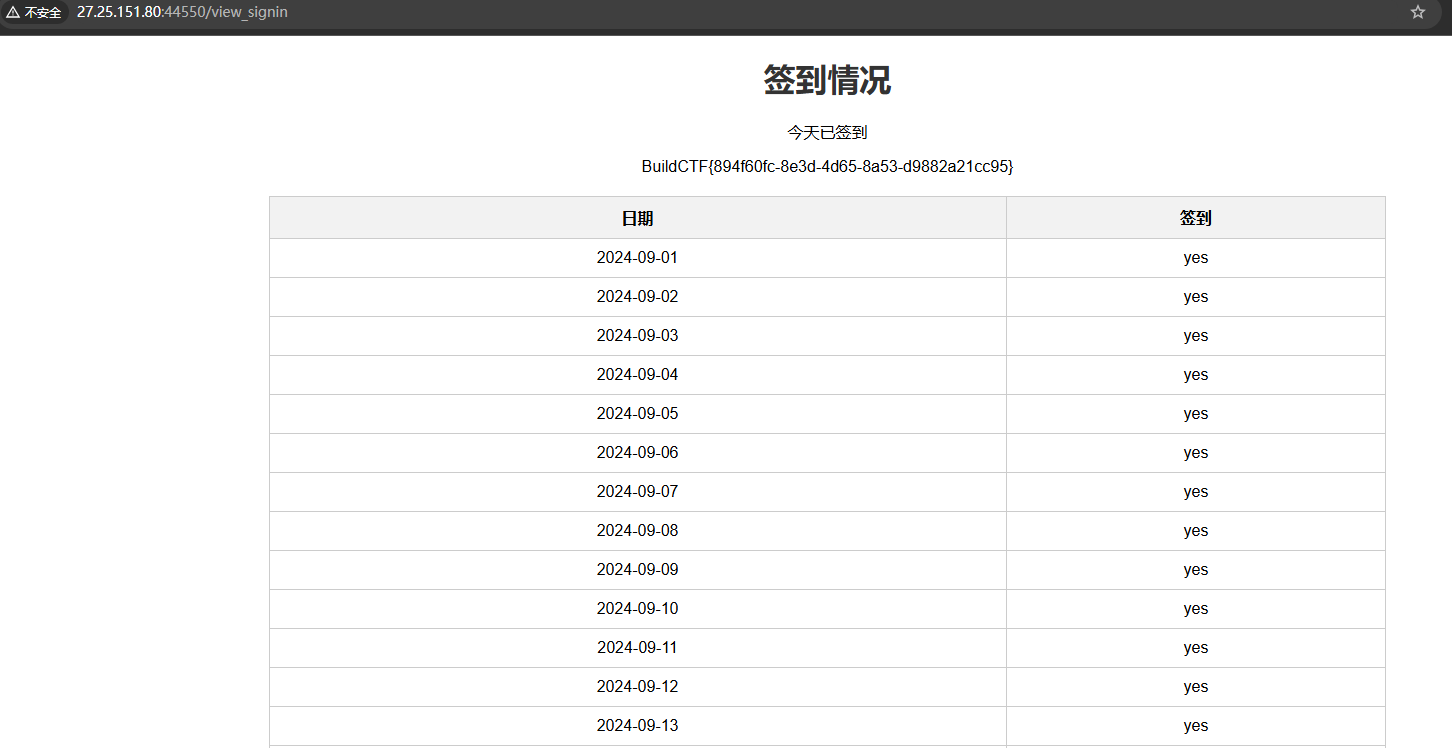 不安全 27.25.151.80:44550/view_signin
签到情况
今天已签到
BuildCTF{894f60fc-8e3d-4d65-8a53-d9882a21cc95}
日期 签到
2024-09-01 yes
2024-09-02 yes
2024-09-03 yes
2024-09-04 yes
2024-09-05 yes
2024-09-06 yes
2024-09-07 yes
2024-09-08 yes
2024-09-09 yes
2024-09-10 yes
2024-09-11 yes
2024-09-12 yes
2024-09-13 yes